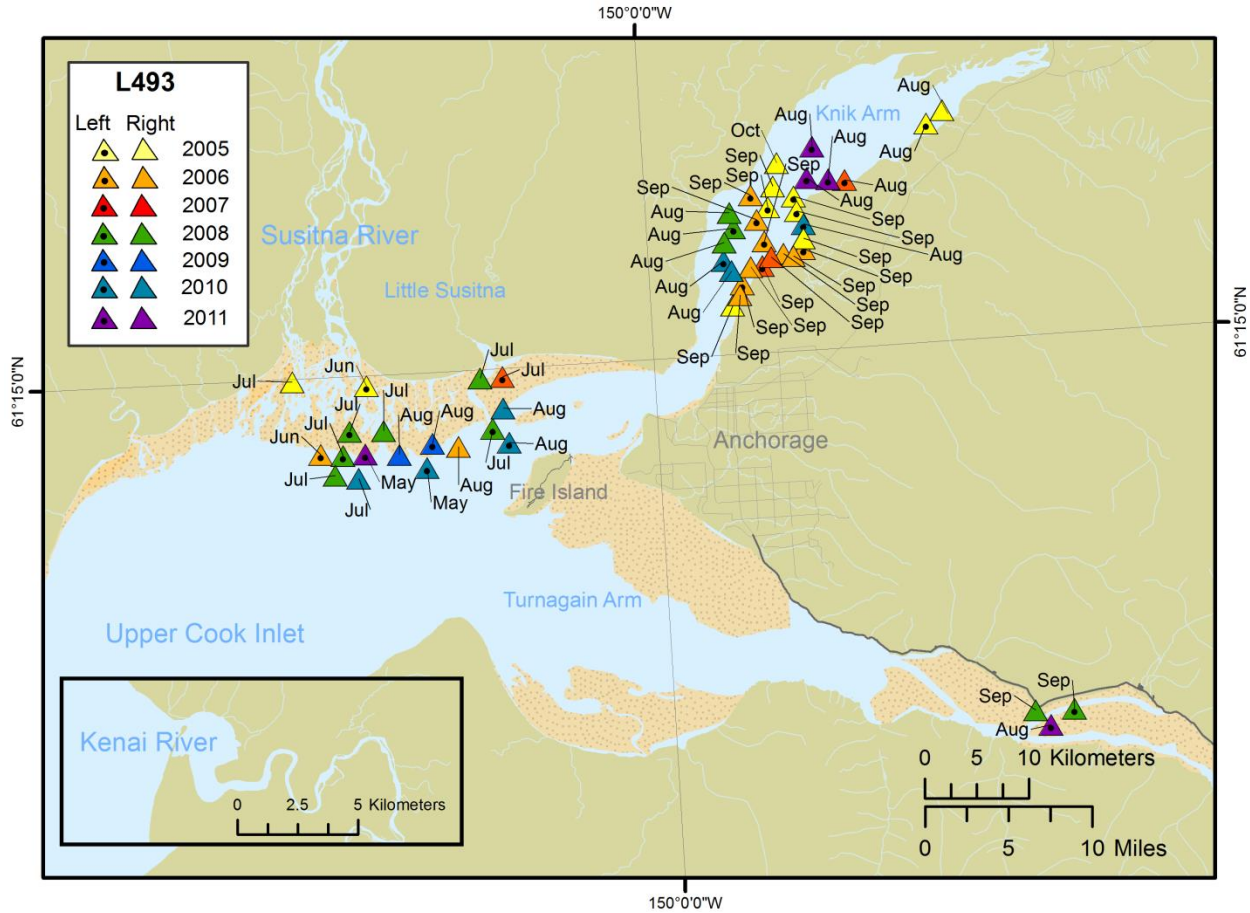 150°0'0"W
L493
Left Right
2005
2006
2007
2008
2009
2010
2011
Knik Arm
Aug
Aug
Aug
Aug
Oct
Sep
Sep
Sep
Sep
Sep
Aug
Aug
Aug
Aug
Aug
Aug
Aug
Sep
Sep
Aug
Sep
Sep
Sep
Sep
Sep
Sep
Sep
Sep
Sep
Sep
Susitna River
Little Susitna
61°15'0"N
61°15'0"N
Jul
Jun
Jul
Jul
Jul
Jul
Jul
Aug
Aug
Aug
Aug
Jun
Jul
Jul
May
May
Aug
Jul
Anchorage
Fire Island
Turnagain Arm
Upper Cook Inlet
Sep
Sep
Aug
Kenai River
0 2.5 5 Kilometers
0 5 10 Kilometers
0 5 10 Miles
150°0'0"W